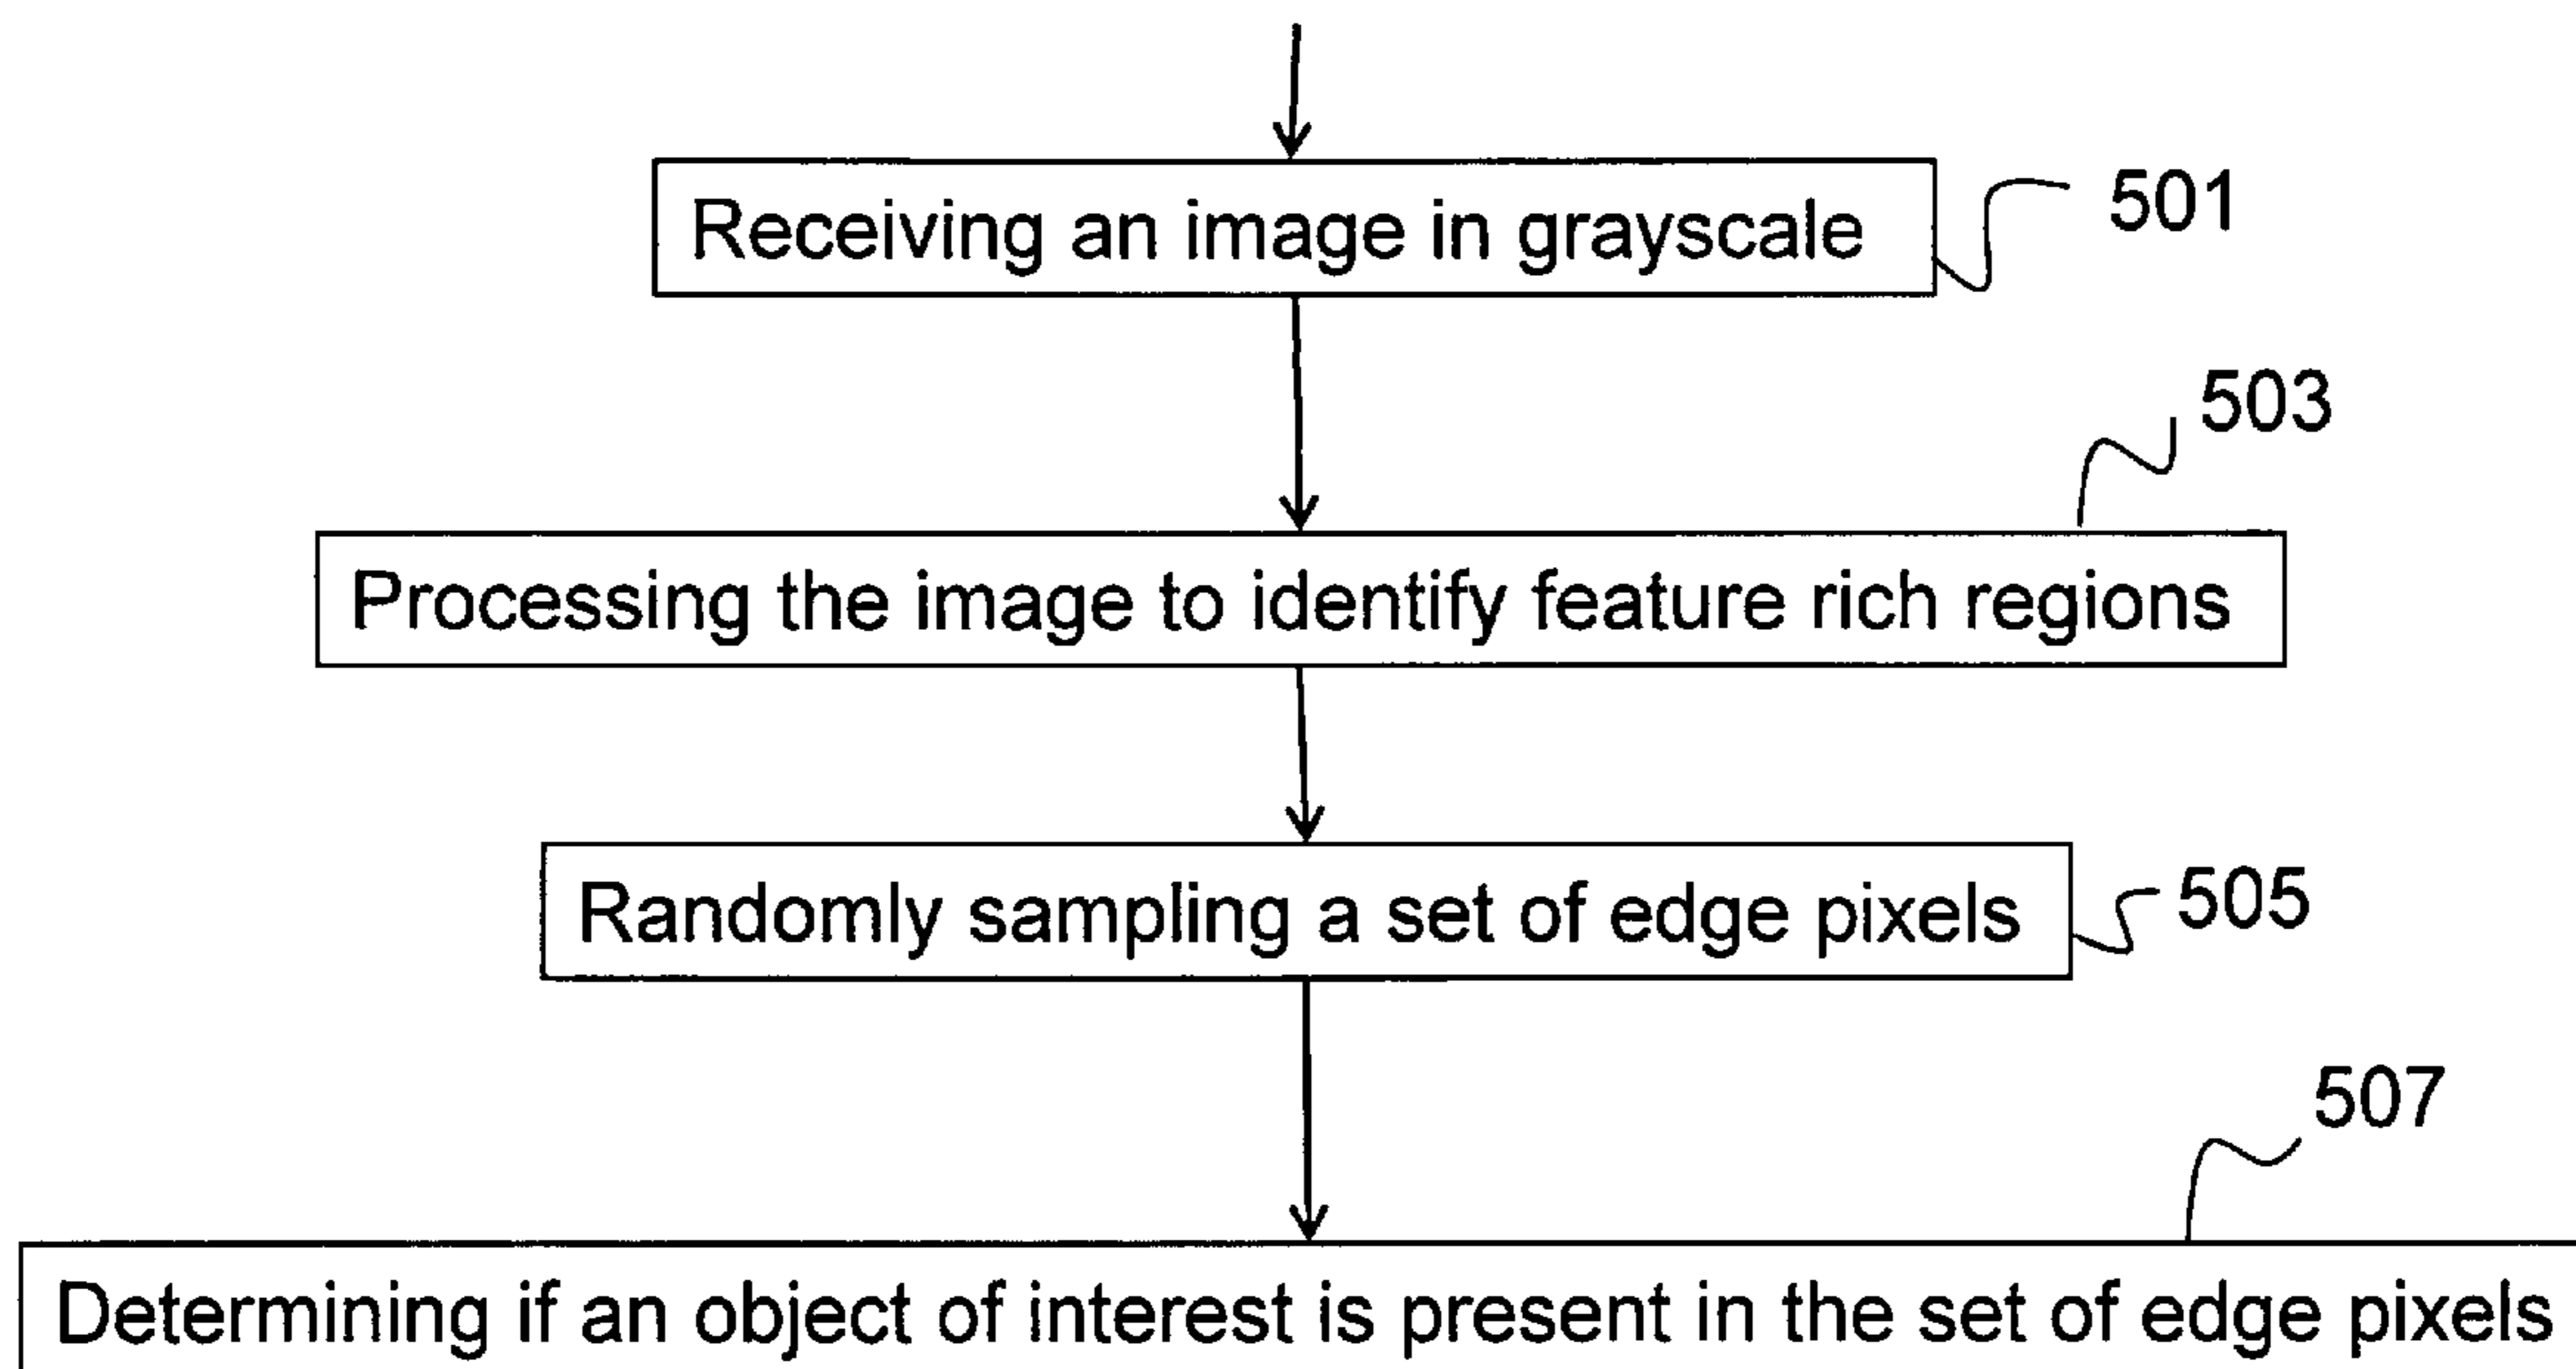 Receiving an image in grayscale
501
503
Processing the image to identify feature rich regions
Randomly sampling a set of edge pixels
505
507
Determining if an object of interest is present in the set of edge pixels